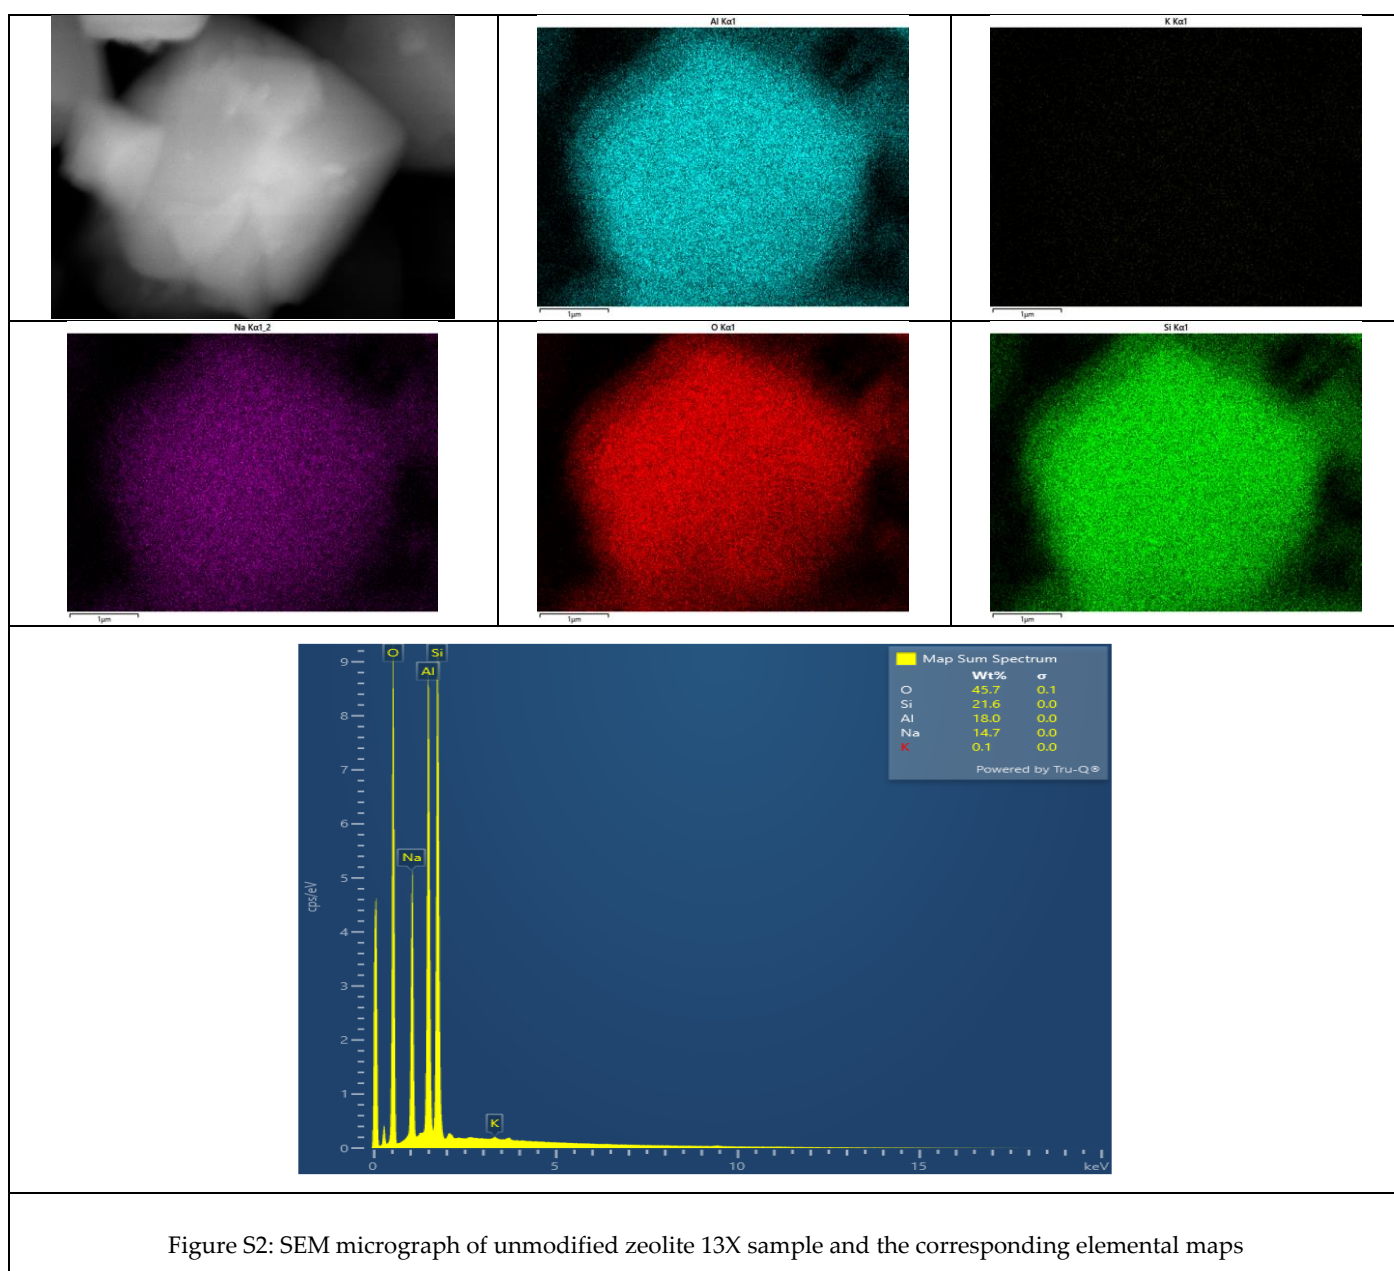 Al Kα1
K Kα1
1µm
1µm
Na Kα1_2
O Kα1
Si Kα1
1µm
1µm
1µm
Map Sum Spectrum
Wt% σ
O 45.7 0.1
Si 21.6 0.0
Al 18.0 0.0
Na 14.7 0.0
K 0.1 0.0
Powered by Tru-Q®
cps/eV
9
8
7
6
5
4
3
2
1
0
O
Si
Al
Na
K
0 5 10 15 keV
Figure S2: SEM micrograph of unmodified zeolite 13X sample and the corresponding elemental maps